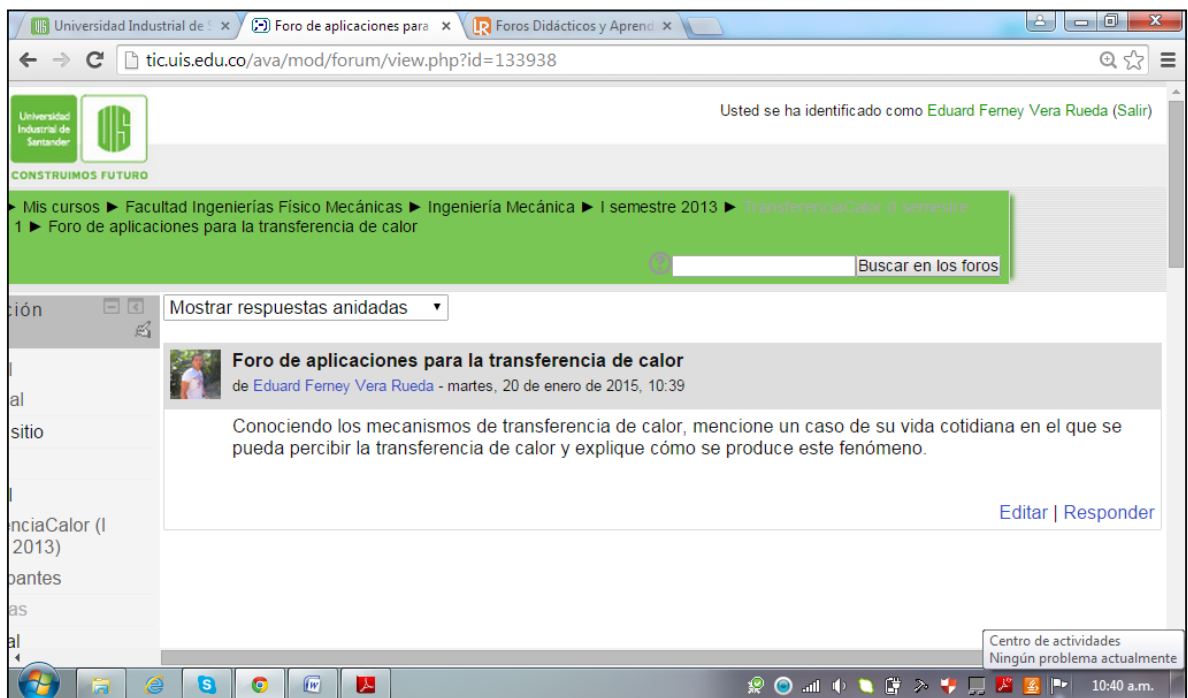 Universidad Industrial de S
Foro de aplicaciones para
Foros Didácticos y Aprend
tic.uis.edu.co/ava/mod/forum/view.php?id=133938
Universidad
Industrial de
Santander
CONSTRUIMOS FUTURO
Usted se ha identificado como Eduard Ferney Vera Rueda (Salir)
► Mis cursos ► Facultad Ingenierías Físico Mecánicas ► Ingeniería Mecánica ► I semestre 2013 ► TransferenciaCalor (I semestre
1 ► Foro de aplicaciones para la transferencia de calor
Buscar en los foros
ción
Mostrar respuestas anidadas
Foro de aplicaciones para la transferencia de calor
de Eduard Ferney Vera Rueda - martes, 20 de enero de 2015, 10:39
Conociendo los mecanismos de transferencia de calor, mencione un caso de su vida cotidiana en el que se
pueda percibir la transferencia de calor y explique cómo se produce este fenómeno.
Editar | Responder
l
al
sitio
l
enciaCalor (I
2013)
pantes
as
al
Centro de actividades
Ningún problema actualmente
10:40 a.m.